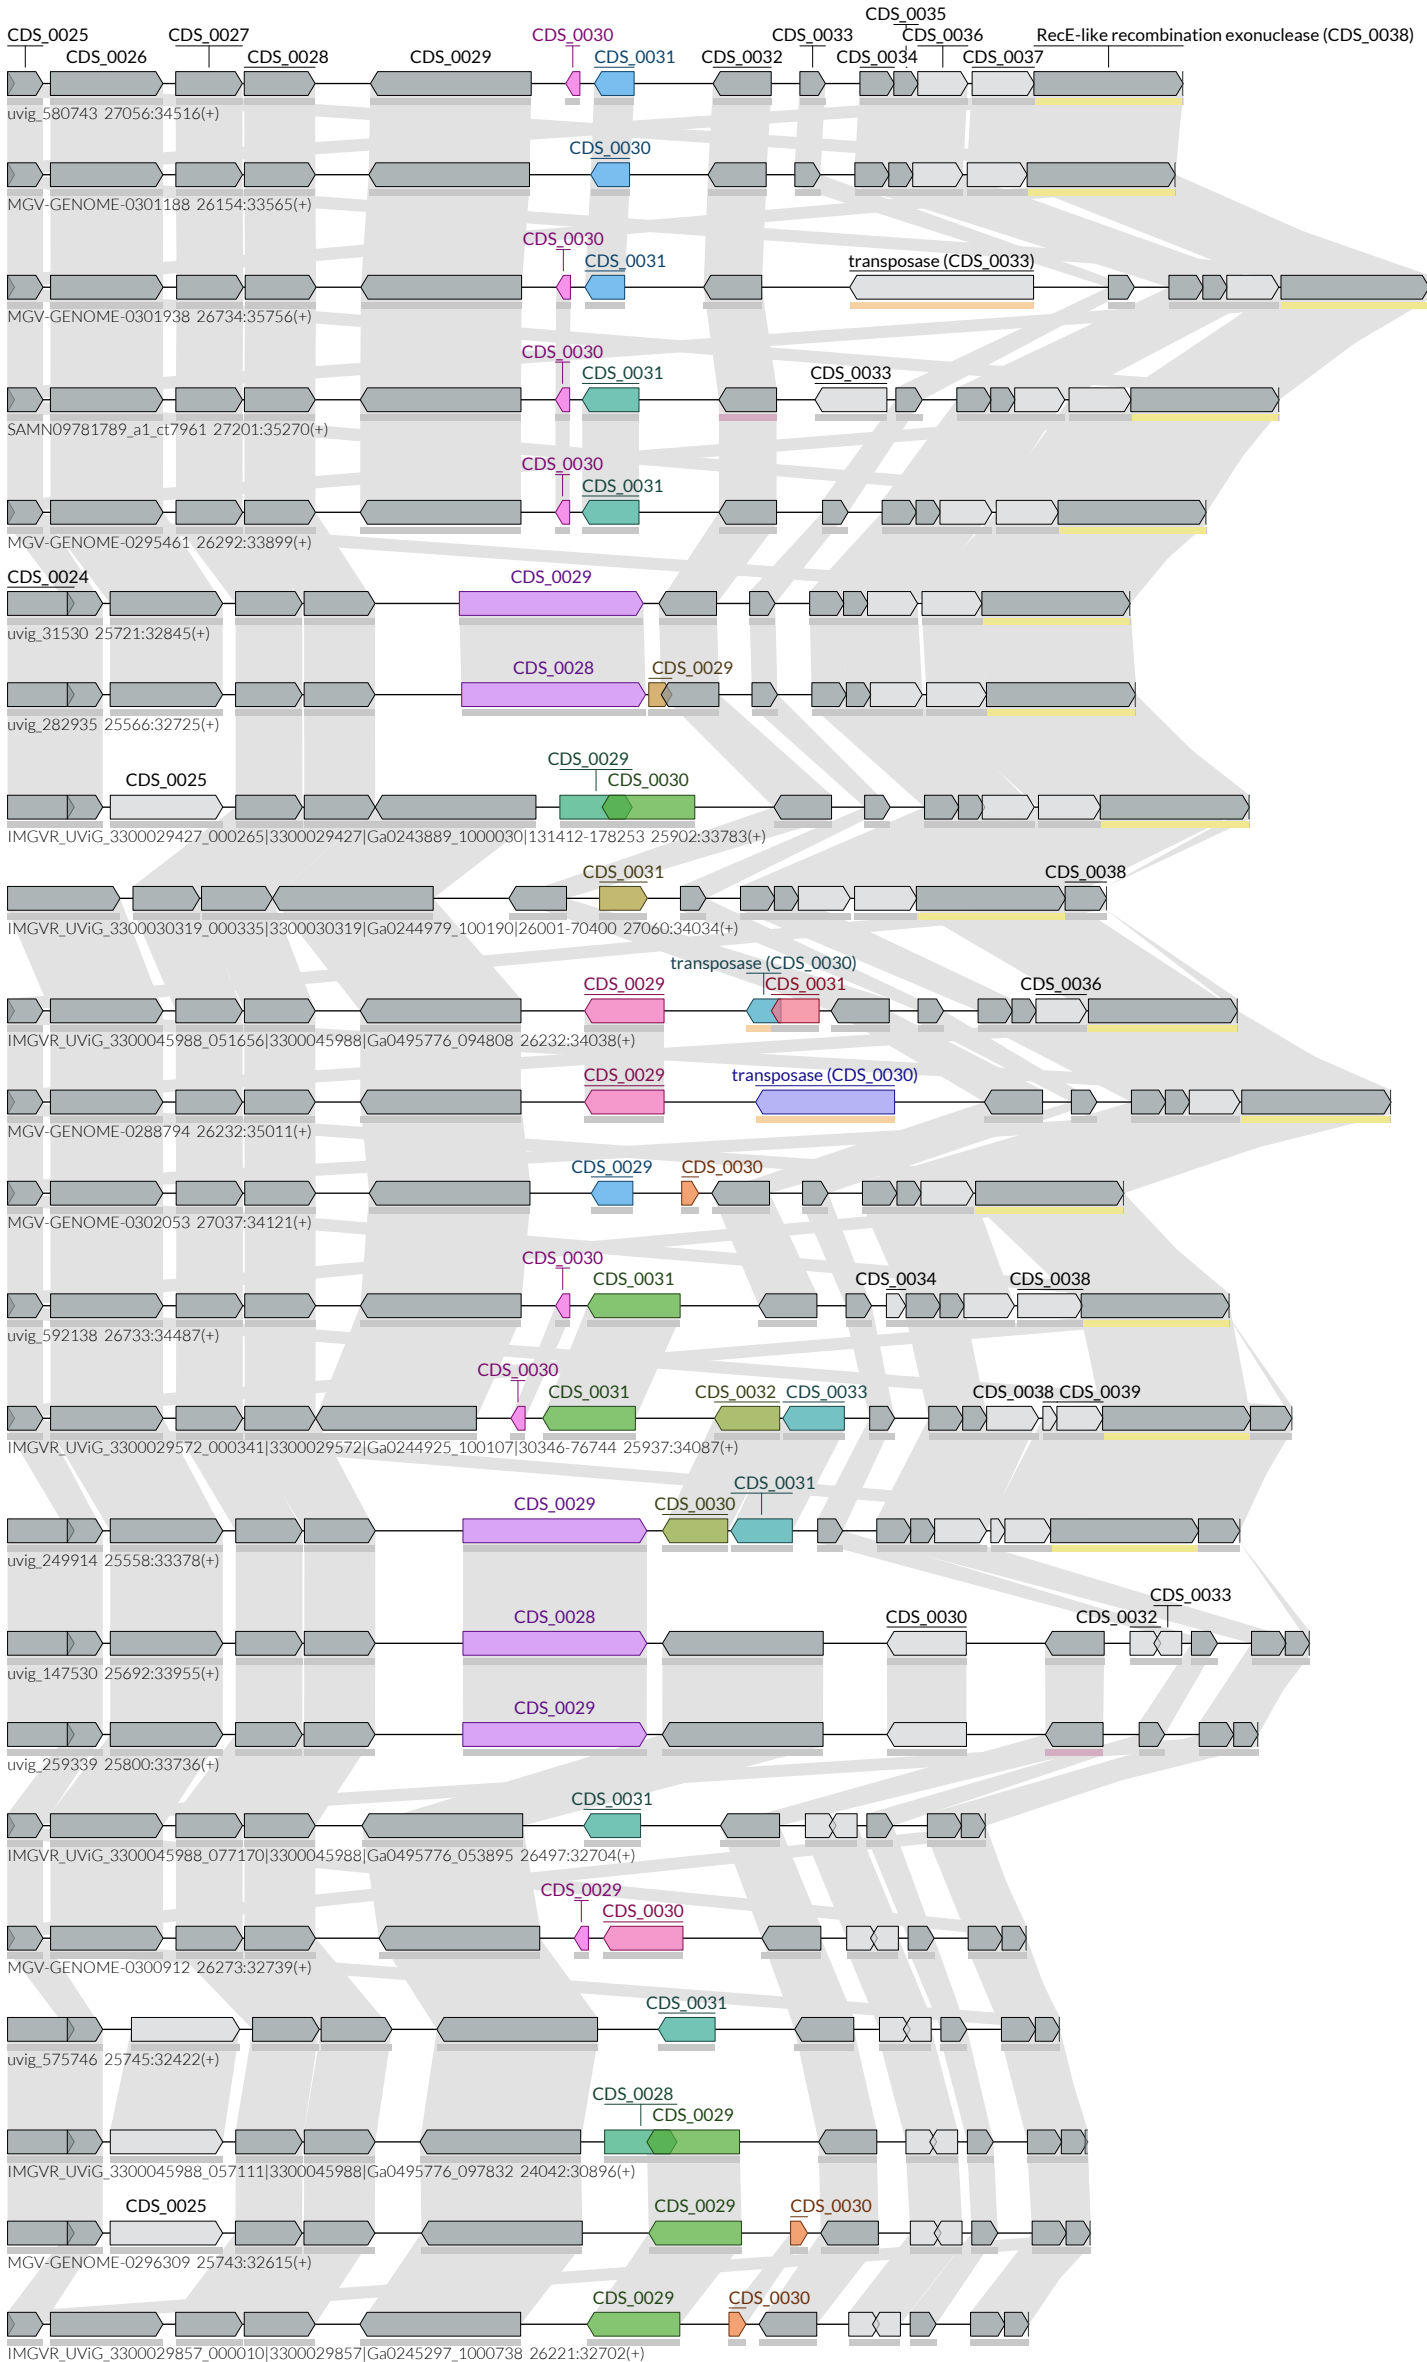 CDS_0035
CDS_0025 CDS_0027 CDS_0030 CDS_0033 CDS_0036 RecE-like recombination exonuclease (CDS_0038)
CDS_0026 CDS_0028 CDS_0029 CDS_0031 CDS_0032 CDS_0034 CDS_0037
uvig_580743 27056:34516(+)
CDS_0030
MGV-GENOME-0301188 26154:33565(+)
CDS_0030
CDS_0031 transposase (CDS_0033)
MGV-GENOME-0301938 26734:35756(+)
CDS_0030
CDS_0031 CDS_0033
SAMN09781789_a1_ct7961 27201:35270(+)
CDS_0030
CDS_0031
MGV-GENOME-0295461 26292:33899(+)
CDS_0024 CDS_0029
uvig_31530 25721:32845(+)
CDS_0028 CDS_0029
uvig_282935 25566:32725(+)
CDS_0029
CDS_0025 CDS_0030
IMGVR_UViG_3300029427_000265|3300029427|Ga0243889_1000030|131412-178253 25902:33783(+)
CDS_0031 CDS_0038
IMGVR_UViG_3300030319_000335|3300030319|Ga0244979_100190|26001-70400 27060:34034(+)
transposase (CDS_0030)
CDS_0029 CDS_0031 CDS_0036
IMGVR_UViG_3300045988_051656|3300045988|Ga0495776_094808 26232:34038(+)
CDS_0029 transposase (CDS_0030)
MGV-GENOME-0288794 26232:35011(+)
CDS_0029 CDS_0030
MGV-GENOME-0302053 27037:34121(+)
CDS_0030
CDS_0031 CDS_0034 CDS_0038
uvig_592138 26733:34487(+)
CDS_0030
CDS_0031 CDS_0032 CDS_0033 CDS_0038 CDS_0039
IMGVR_UViG_3300029572_000341|3300029572|Ga0244925_100107|30346-76744 25937:34087(+)
CDS_0031
CDS_0029 CDS_0030
uvig_249914 25558:33378(+)
CDS_0033
CDS_0028 CDS_0030 CDS_0032
uvig_147530 25692:33955(+)
CDS_0029
uvig_259339 25800:33736(+)
CDS_0031
IMGVR_UViG_3300045988_077170|3300045988|Ga0495776_053895 26497:32704(+)
CDS_0029
CDS_0030
MGV-GENOME-0300912 26273:32739(+)
CDS_0031
uvig_575746 25745:32422(+)
CDS_0028
CDS_0029
IMGVR_UViG_3300045988_057111|3300045988|Ga0495776_097832 24042:30896(+)
CDS_0025 CDS_0029 CDS_0030
MGV-GENOME-0296309 25743:32615(+)
CDS_0029 CDS_0030
IMGVR_UViG_3300029857_000010|3300029857|Ga0245297_1000738 26221:32702(+)